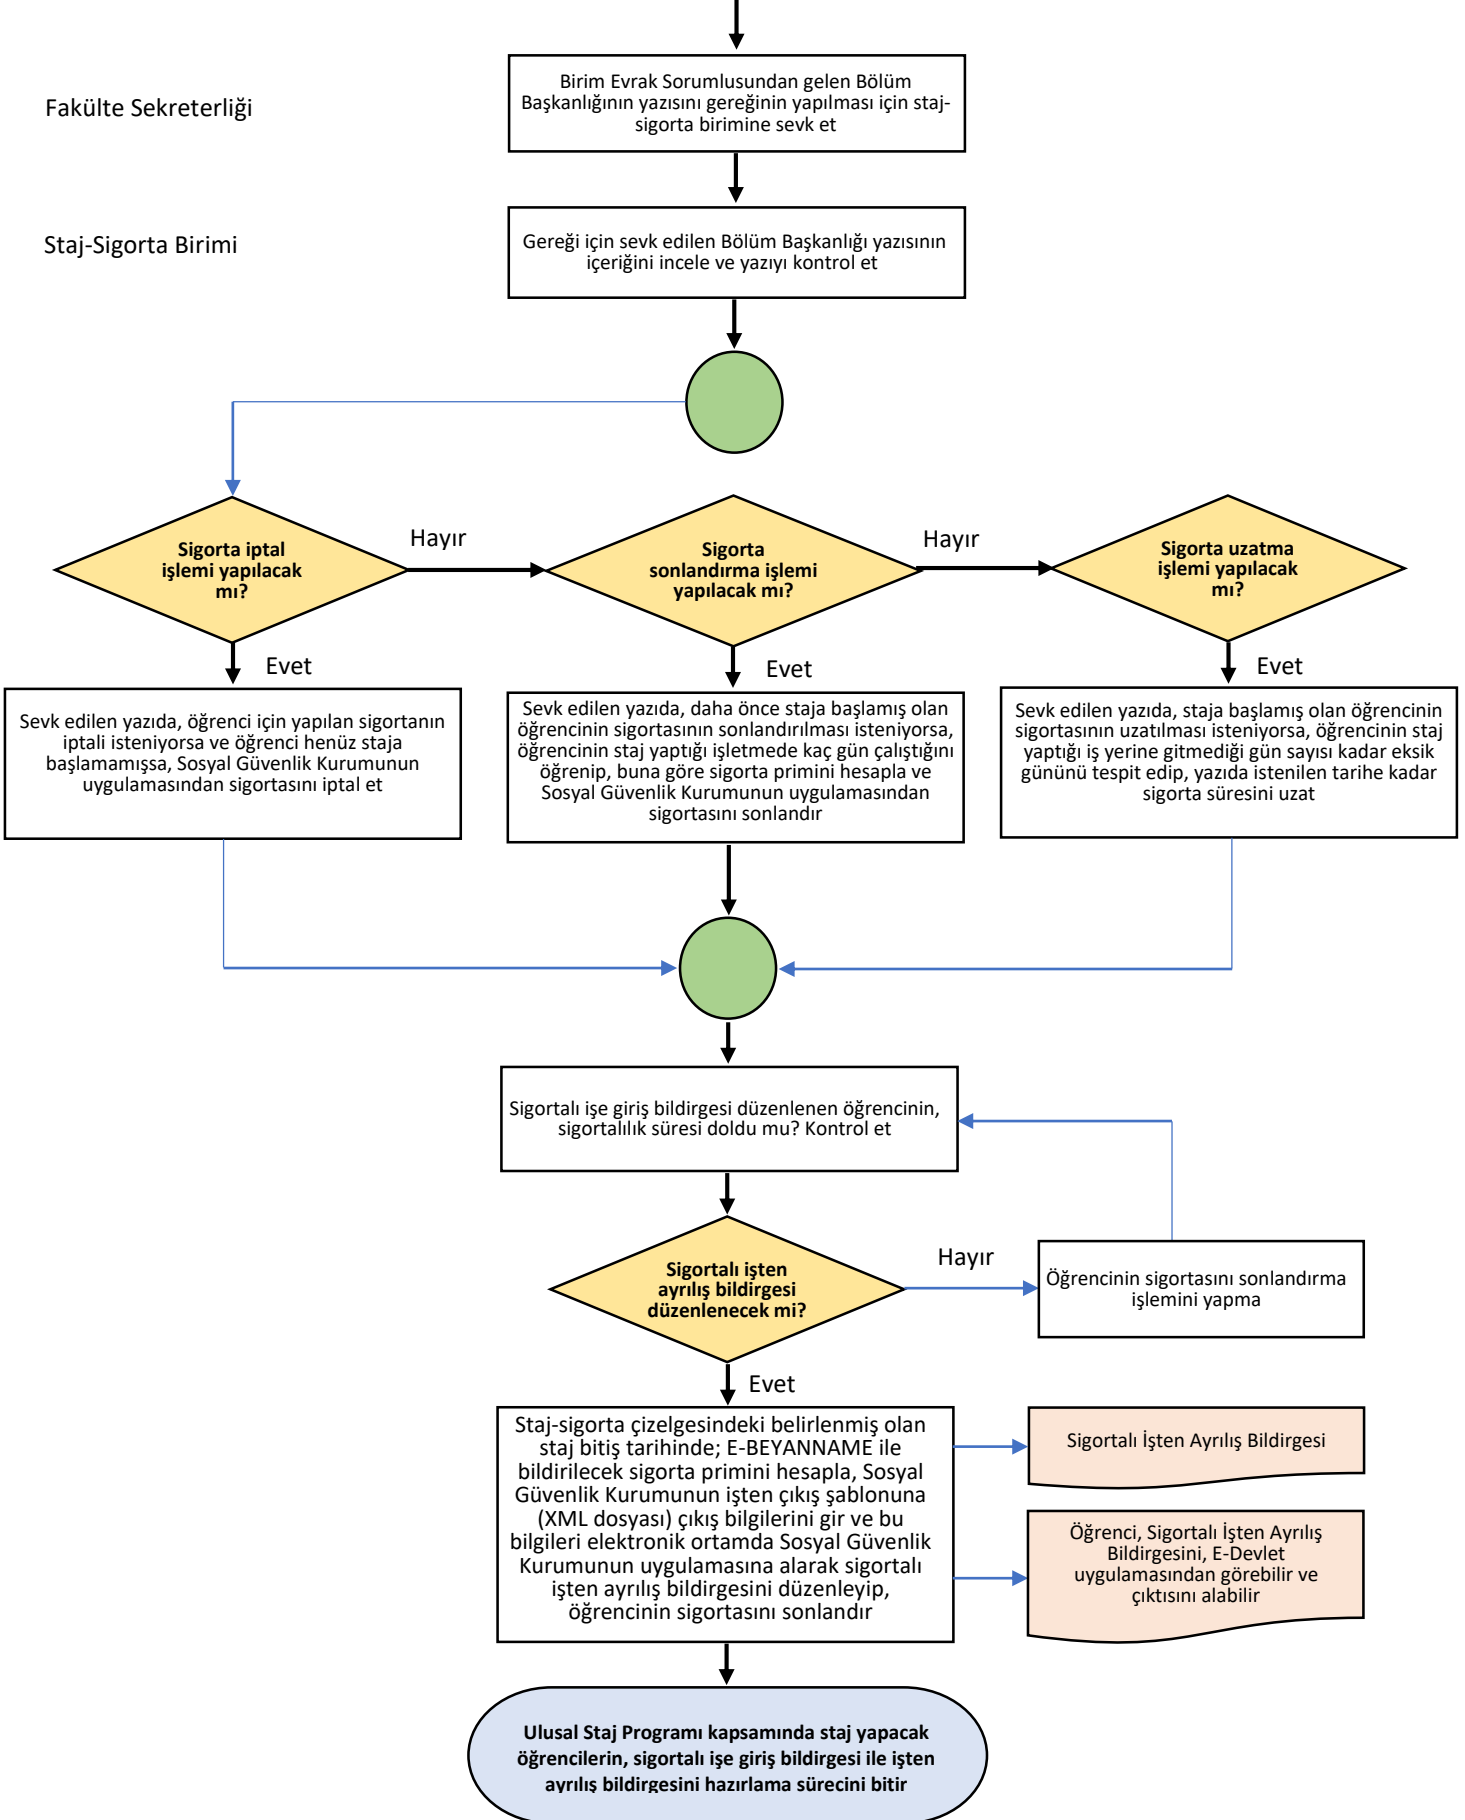 Fakülte Sekreterliği
Birim Evrak Sorumlusundan gelen Bölüm
Başkanlığının yazısını gereğinin yapılması için staj-
sigorta birimine sevk et
Staj-Sigorta Birimi
Gereği için sevk edilen Bölüm Başkanlığı yazısının
içeriğini incele ve yazıyı kontrol et
Sigorta iptal
işlemi yapılacak
mı?
Hayır
Sigorta
sonlandırma işlemi
yapılacak mı?
Hayır
Sigorta uzatma
işlemi yapılacak
mı?
Evet
Evet
Evet
Sevk edilen yazıda, öğrenci için yapılan sigortanın
iptali isteniyorsa ve öğrenci henüz staja
başlamamışsa, Sosyal Güvenlik Kurumunun
uygulamasından sigortasını iptal et
Sevk edilen yazıda, daha önce staja başlamış olan
öğrencinin sigortasının sonlandırılması isteniyorsa,
öğrencinin staj yaptığı işletmede kaç gün çalıştığını
öğrenip, buna göre sigorta primini hesapla ve
Sosyal Güvenlik Kurumunun uygulamasından
sigortasını sonlandır
Sevk edilen yazıda, staja başlamış olan öğrencinin
sigortasının uzatılması isteniyorsa, öğrencinin staj
yaptığı iş yerine gitmediği gün sayısı kadar eksik
gününü tespit edip, yazıda istenilen tarihe kadar
sigorta süresini uzat
Sigortalı işe giriş bildirgesi düzenlenen öğrencinin,
sigortalılık süresi doldu mu? Kontrol et
Sigortalı işten
ayrılış bildirgesi
düzenlenecek mi?
Hayır
Öğrencinin sigortasını sonlandırma
işlemini yapma
Evet
Staj-sigorta çizelgesindeki belirlenmiş olan
staj bitiş tarihinde; E-BEYANNAME ile
bildirilecek sigorta primini hesapla, Sosyal
Güvenlik Kurumunun işten çıkış şablonuna
(XML dosyası) çıkış bilgilerini gir ve bu
bilgileri elektronik ortamda Sosyal Güvenlik
Kurumunun uygulamasına alarak sigortalı
işten ayrılış bildirgesini düzenleyip,
öğrencinin sigortasını sonlandır
Sigortalı İşten Ayrılış Bildirgesi
Öğrenci, Sigortalı İşten Ayrılış
Bildirgesini, E-Devlet
uygulamasından görebilir ve
çıktısını alabilir
Ulusal Staj Programı kapsamında staj yapacak
öğrencilerin, sigortalı işe giriş bildirgesi ile işten
ayrılış bildirgesini hazırlama sürecini bitir